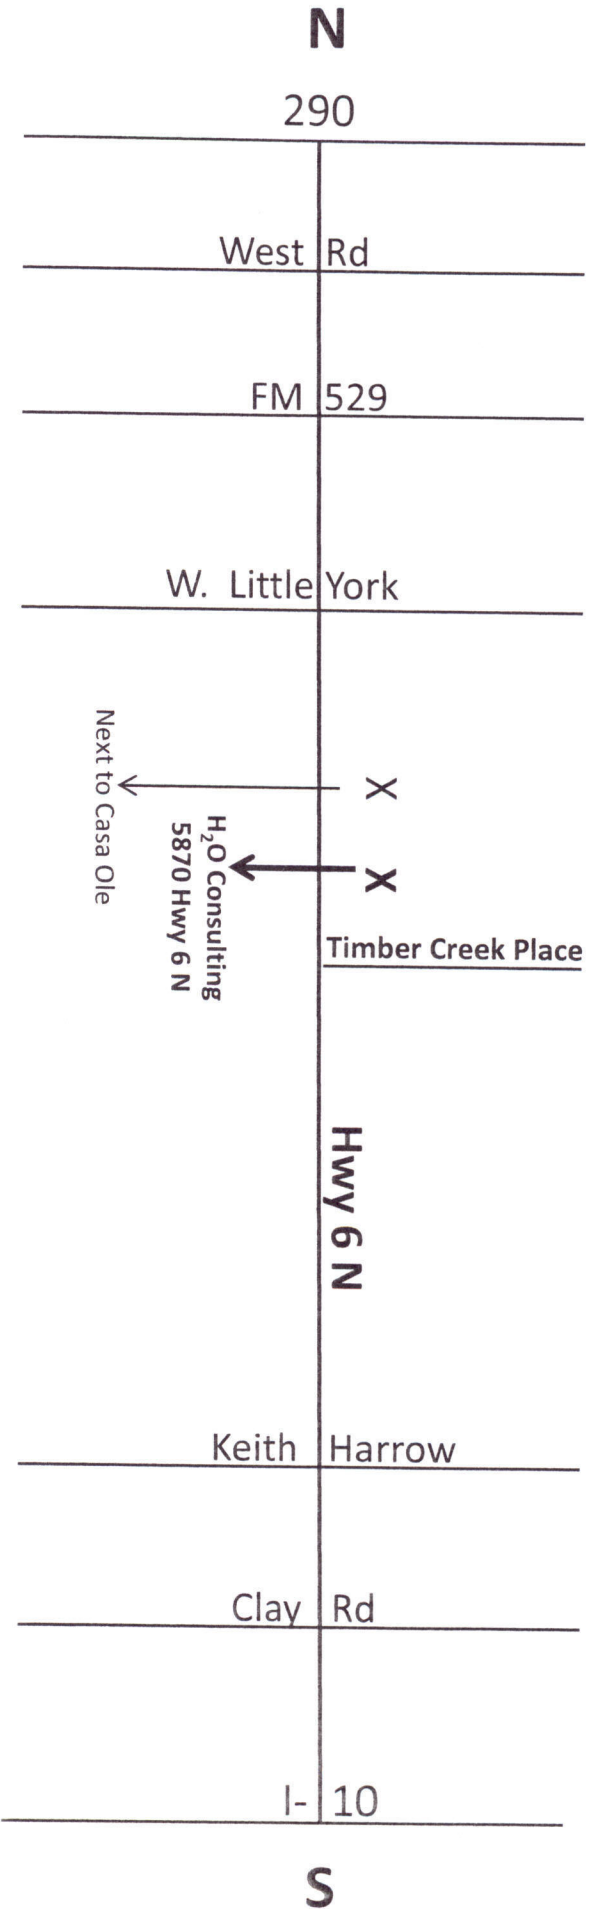 N
290
West Rd
FM 529
W. Little York
X
Next to Casa Ole
X
H₂O Consulting
5870 Hwy 6 N
Timber Creek Place
Hwy 6 N
Keith Harrow
Clay Rd
I- 10
S